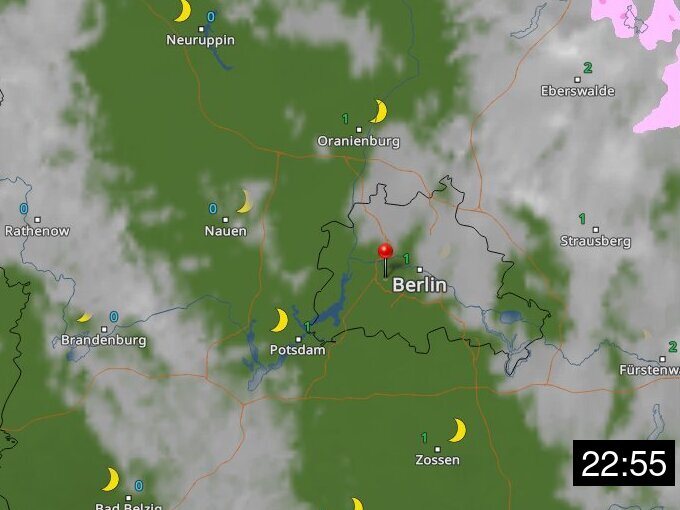 0
Neuruppin
2
Eberswalde
1
Oranienburg
0
Rathenow
0
Nauen
1
Strausberg
1
Berlin
0
Brandenburg
1
Potsdam
2
Fürstenwa
1
Zossen
22:55
0
Bad Belzig